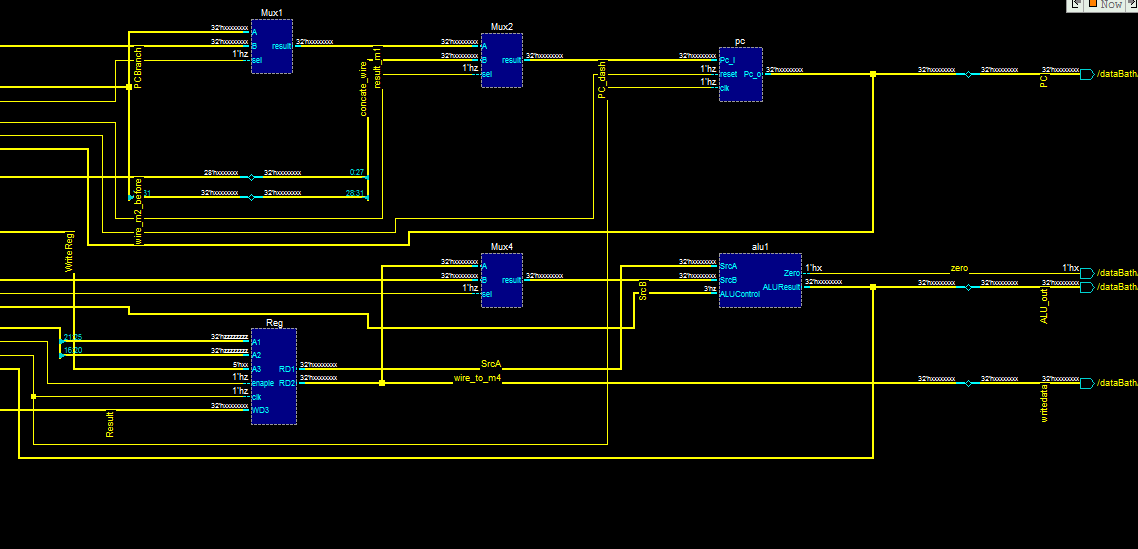 Now
Mux1
32'hxxxxxxxx
A
32'hxxxxxxxx
B
result
32'hxxxxxxxx
1'hz
sel
PCBranch
Mux2
32'hxxxxxxxx
A
32'hxxxxxxxx
B
result
32'hxxxxxxxx
1'hz
sel
concate_wire
result_m1
PC_dash
pc
32'hxxxxxxxx
Pc_i
1'hz
reset
Pc_o
32'hxxxxxxxx
1'hz
clk
32'hxxxxxxxx
32'hxxxxxxxx
32'hxxxxxxxx
PC
/dataBath
28'hxxxxxxxx
32'hxxxxxxxx
0:27
31
32'hxxxxxxxx
32'hxxxxxxxx
28:31
wire_m2_before
WriteReg
Mux4
32'hxxxxxxxx
A
32'hxxxxxxxx
B
result
32'hxxxxxxxx
1'hz
sel
SrcB
alu1
32'hxxxxxxxx
SrcA
32'hxxxxxxxx
SrcB
3'hz
ALUControl
Zero
1'hx
ALUResult
32'hxxxxxxxx
zero
1'hx
/dataBath
32'hxxxxxxxx
32'hxxxxxxxx
32'hxxxxxxxx
ALU_out
/dataBath
Reg
21:25
32'hzzzzzzzz
A1
16:20
32'hzzzzzzzz
A2
5'hxx
A3
RD1
32'hxxxxxxxx
1'hz
enaple
RD2
32'hxxxxxxxx
1'hz
clk
32'hxxxxxxxx
WD3
Result
SrcA
wire_to_m4
32'hxxxxxxxx
32'hxxxxxxxx
32'hxxxxxxxx
writedata
/dataBath